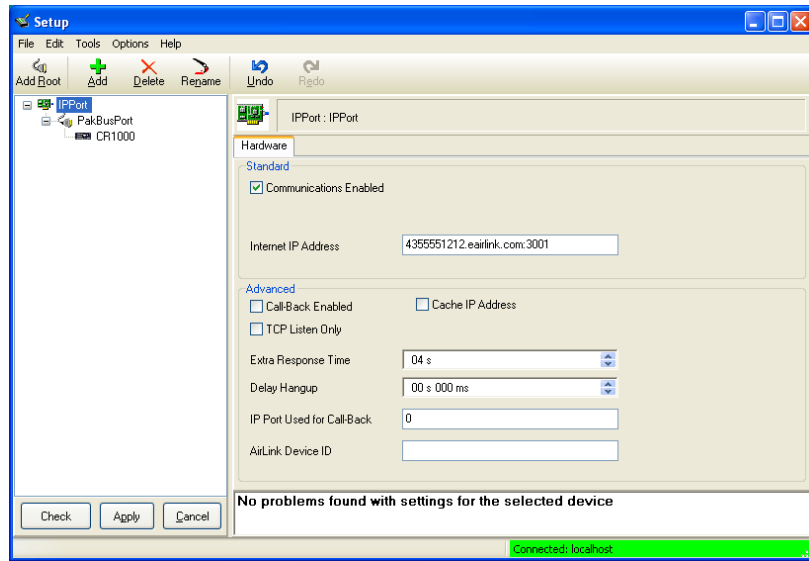 Setup
File Edit Tools Options Help
Add Root Add Delete Rename Undo Redo
IPPort
PakBusPort
CR1000
IPPort : IPPort
Hardware
Standard
Communications Enabled
Internet IP Address 4355551212.eairlink.com:3001
Advanced
Call-Back Enabled Cache IP Address
TCP Listen Only
Extra Response Time 04 s
Delay Hangup 00 s 000 ms
IP Port Used for Call-Back 0
AirLink Device ID
No problems found with settings for the selected device
Check Apply Cancel
Connected: localhost